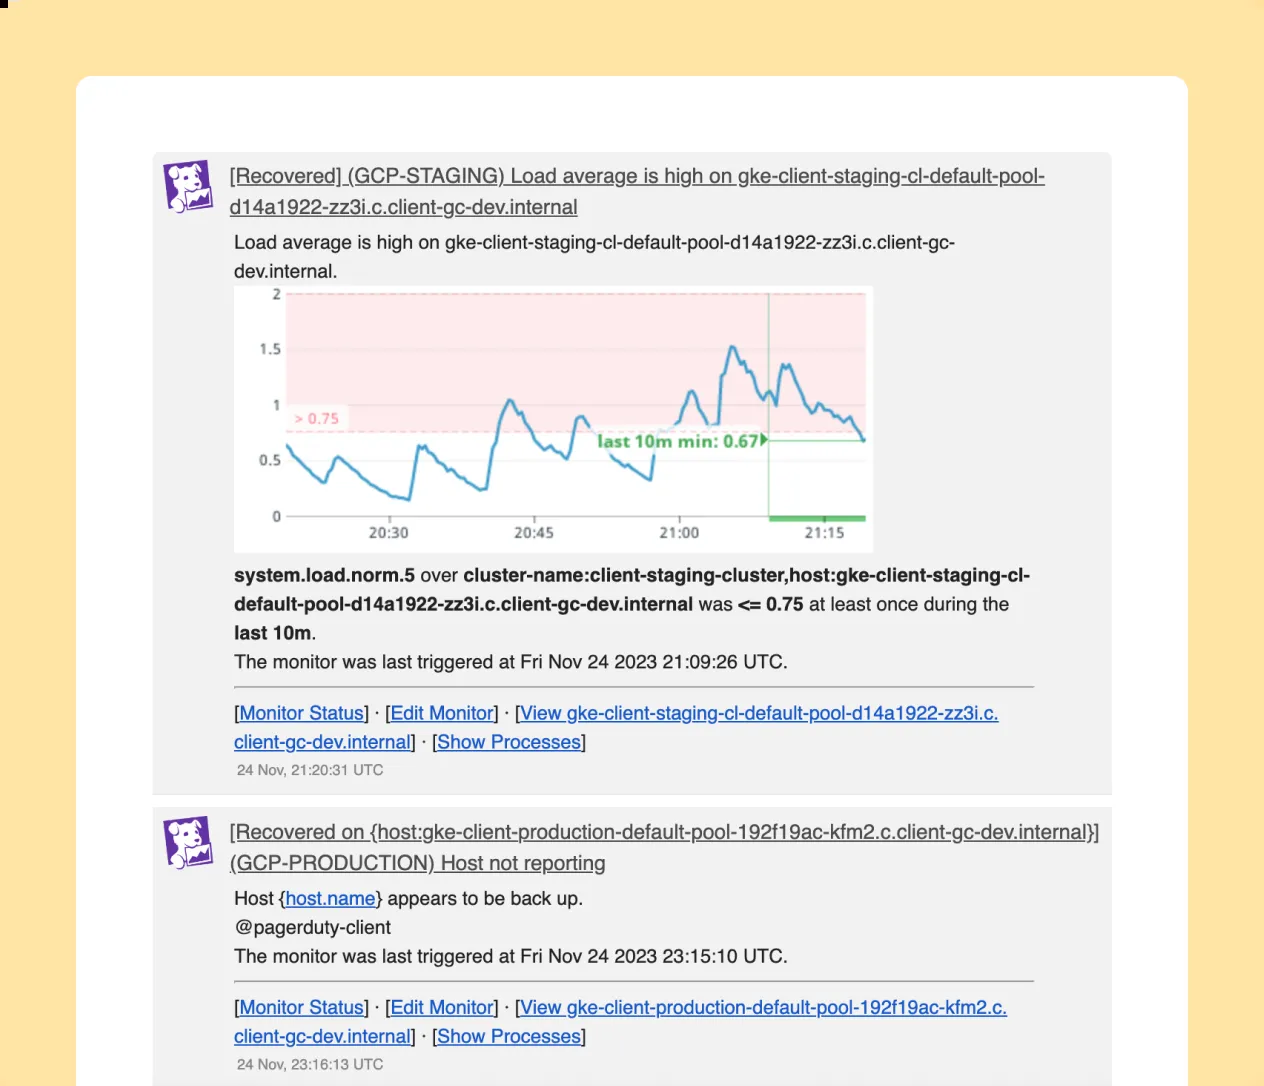 [Recovered] (GCP-STAGING) Load average is high on gke-client-staging-cl-default-pool-
d14a1922-zz3i.c.client-gc-dev.internal
Load average is high on gke-client-staging-cl-default-pool-d14a1922-zz3i.c.client-gc-
dev.internal.
2
1.5
1
> 0.75
last 10m min: 0.67
0.5
0
20:30 20:45 21:00 21:15
system.load.norm.5 over cluster-name:client-staging-cluster,host:gke-client-staging-cl-
default-pool-d14a1922-zz3i.c.client-gc-dev.internal was <= 0.75 at least once during the
last 10m.
The monitor was last triggered at Fri Nov 24 2023 21:09:26 UTC.
[Monitor Status] · [Edit Monitor] · [View gke-client-staging-cl-default-pool-d14a1922-zz3i.c.
client-gc-dev.internal] · [Show Processes]
24 Nov, 21:20:31 UTC
[Recovered on {host:gke-client-production-default-pool-192f19ac-kfm2.c.client-gc-dev.internal}]
(GCP-PRODUCTION) Host not reporting
Host {host.name} appears to be back up.
@pagerduty-client
The monitor was last triggered at Fri Nov 24 2023 23:15:10 UTC.
[Monitor Status] · [Edit Monitor] · [View gke-client-production-default-pool-192f19ac-kfm2.c.
client-gc-dev.internal] · [Show Processes]
24 Nov, 23:16:13 UTC